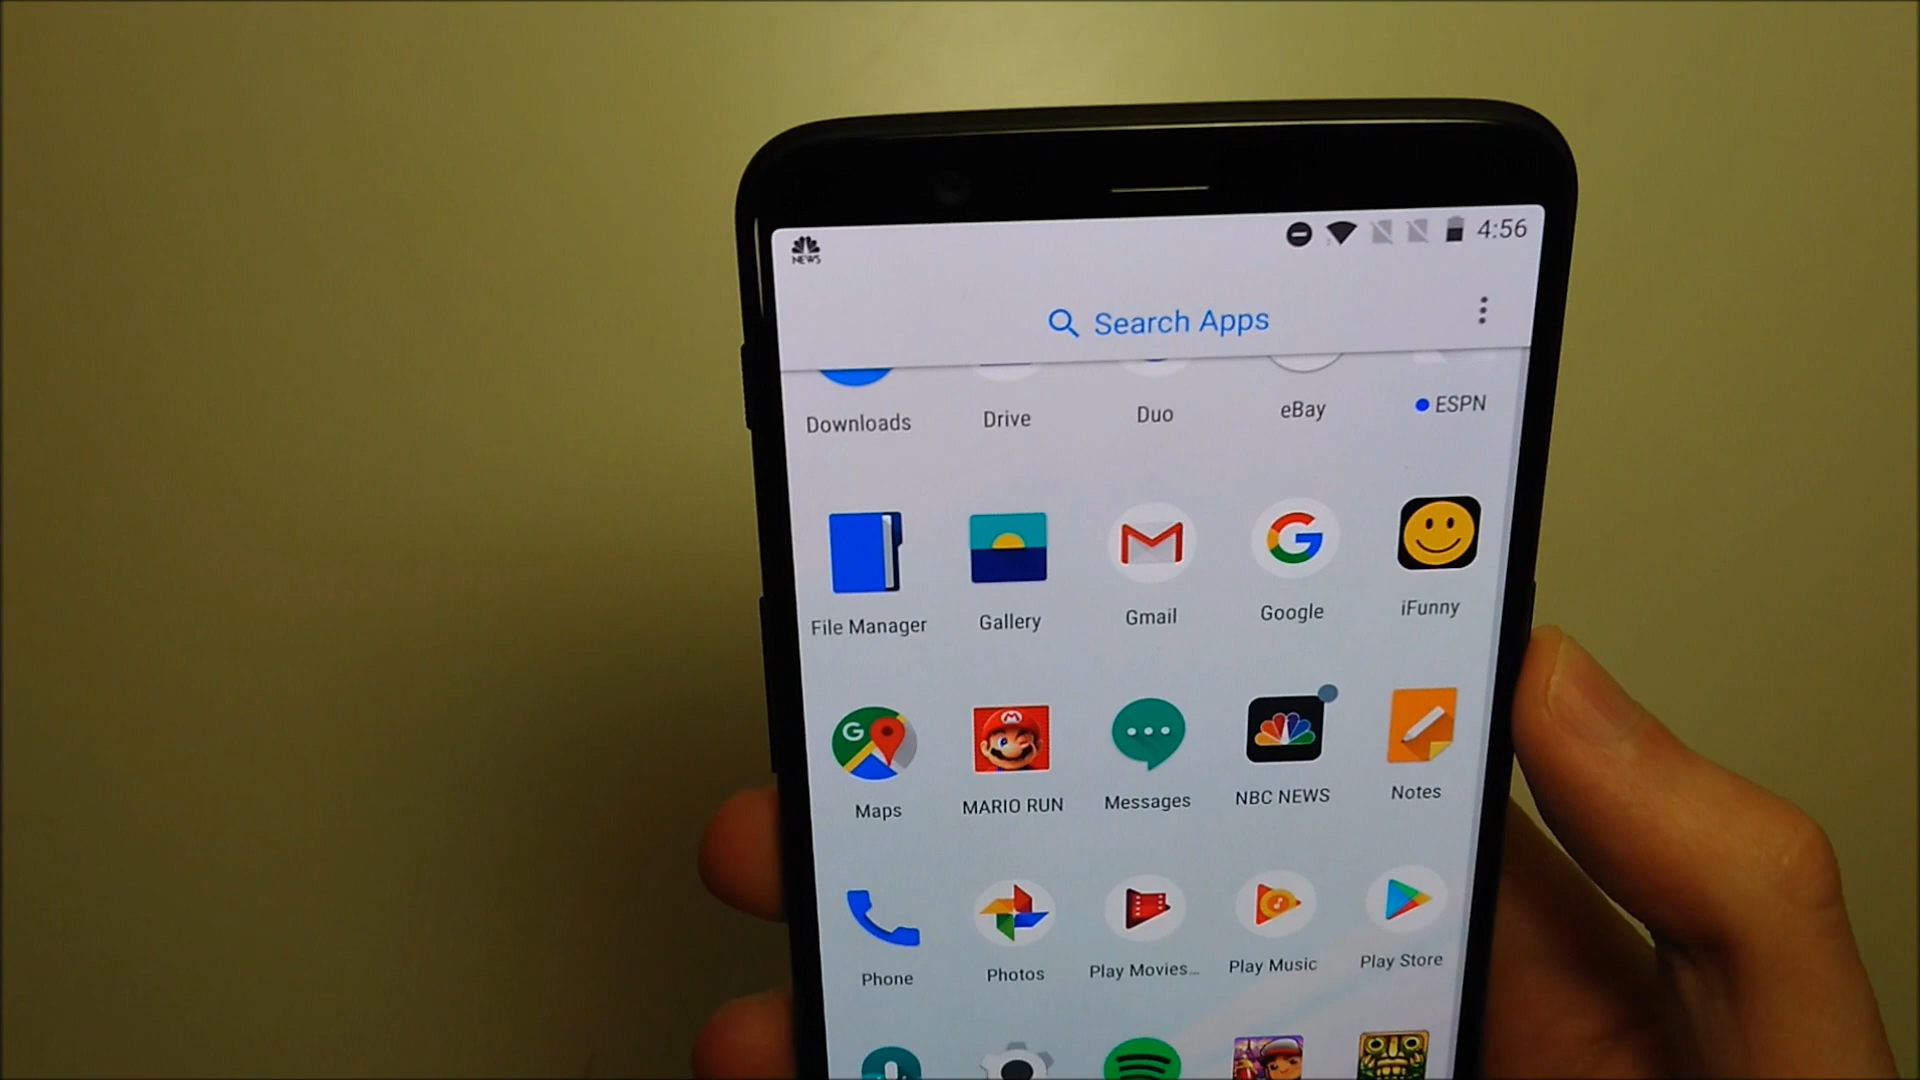 NEWS 4:56
Search Apps
Downloads Drive Duo eBay ESPN
File Manager Gallery Gmail Google iFunny
Maps MARIO RUN Messages NBC NEWS Notes
Phone Photos Play Movies... Play Music Play Store